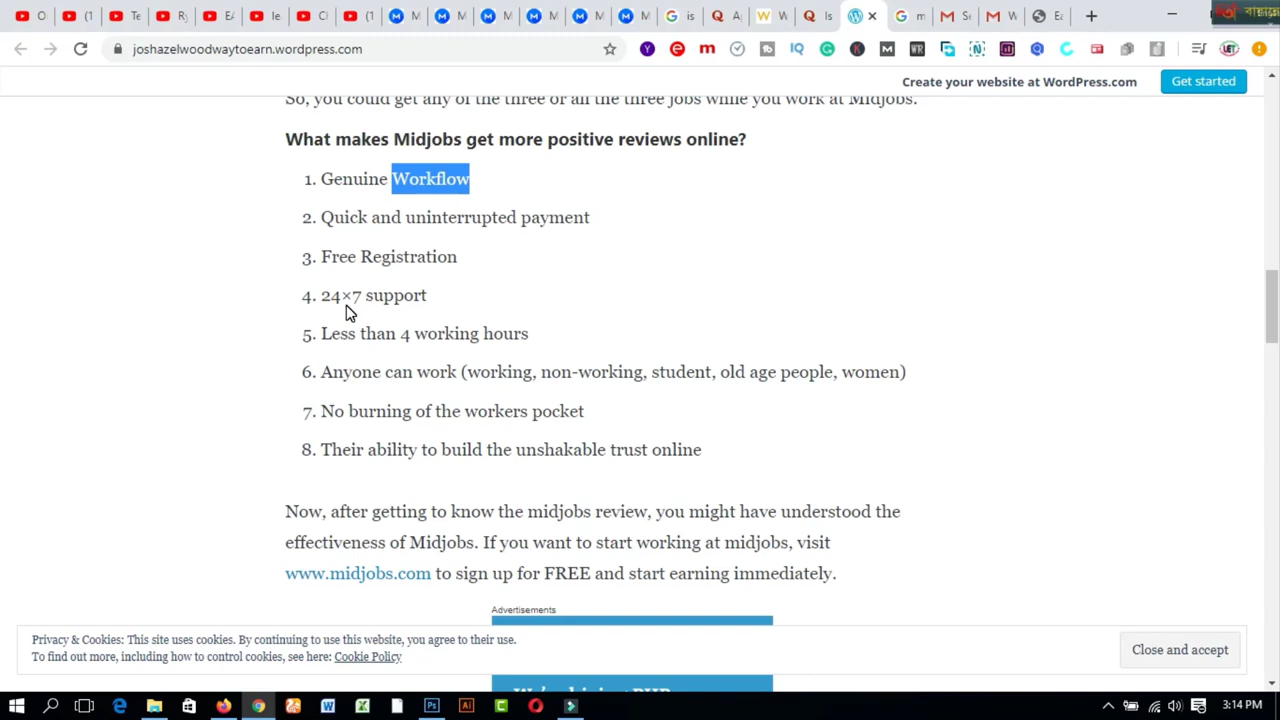 joshazelwoodwaytoearn.wordpress.com
Create your website at WordPress.com
Get started
So, you could get any of the three or all the three jobs while you work at Midjobs.
What makes Midjobs get more positive reviews online?
1. Genuine Workflow
2. Quick and uninterrupted payment
3. Free Registration
4. 24×7 support
5. Less than 4 working hours
6. Anyone can work (working, non-working, student, old age people, women)
7. No burning of the workers pocket
8. Their ability to build the unshakable trust online
Now, after getting to know the midjobs review, you might have understood the
effectiveness of Midjobs. If you want to start working at midjobs, visit
www.midjobs.com to sign up for FREE and start earning immediately.
Advertisements
Privacy & Cookies: This site uses cookies. By continuing to use this website, you agree to their use.
To find out more, including how to control cookies, see here: Cookie Policy
Close and accept
3:14 PM